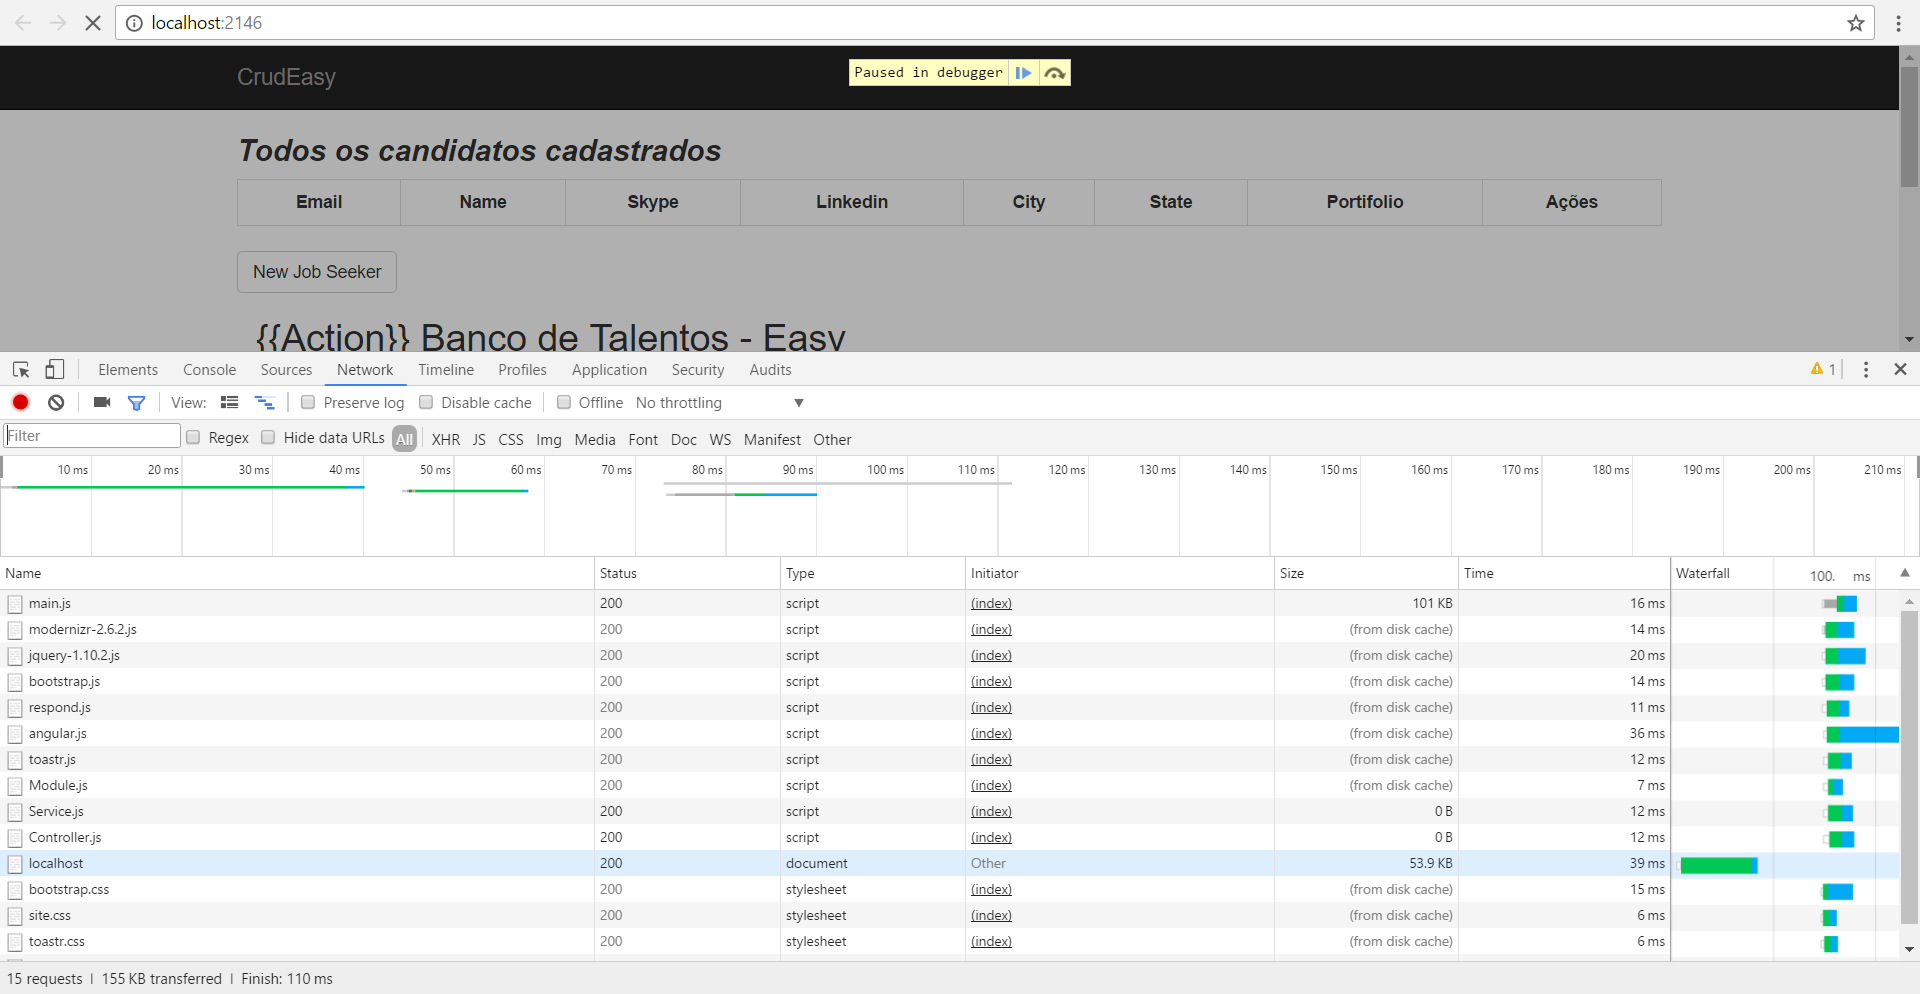 localhost:2146
CrudEasy
Paused in debugger
Todos os candidatos cadastrados
Email Name Skype Linkedin City State Portifolio Ações
New Job Seeker
{{Action}} Banco de Talentos - Easy
Elements Console Sources Network Timeline Profiles Application Security Audits 1
View: Preserve log Disable cache Offline No throttling
Filter Regex Hide data URLs All XHR JS CSS Img Media Font Doc WS Manifest Other
10 ms 20 ms 30 ms 40 ms 50 ms 60 ms 70 ms 80 ms 90 ms 100 ms 110 ms 120 ms 130 ms 140 ms 150 ms 160 ms 170 ms 180 ms 190 ms 200 ms 210 ms
Name Status Type Initiator Size Time Waterfall 100. ms
main.js 200 script (index) 101 KB 16 ms
modernizr-2.6.2.js 200 script (index) (from disk cache) 14 ms
jquery-1.10.2.js 200 script (index) (from disk cache) 20 ms
bootstrap.js 200 script (index) (from disk cache) 14 ms
respond.js 200 script (index) (from disk cache) 11 ms
angular.js 200 script (index) (from disk cache) 36 ms
toastr.js 200 script (index) (from disk cache) 12 ms
Module.js 200 script (index) (from disk cache) 7 ms
Service.js 200 script (index) 0 B 12 ms
Controller.js 200 script (index) 0 B 12 ms
localhost 200 document Other 53.9 KB 39 ms
bootstrap.css 200 stylesheet (index) (from disk cache) 15 ms
site.css 200 stylesheet (index) (from disk cache) 6 ms
toastr.css 200 stylesheet (index) (from disk cache) 6 ms
15 requests | 155 KB transferred | Finish: 110 ms